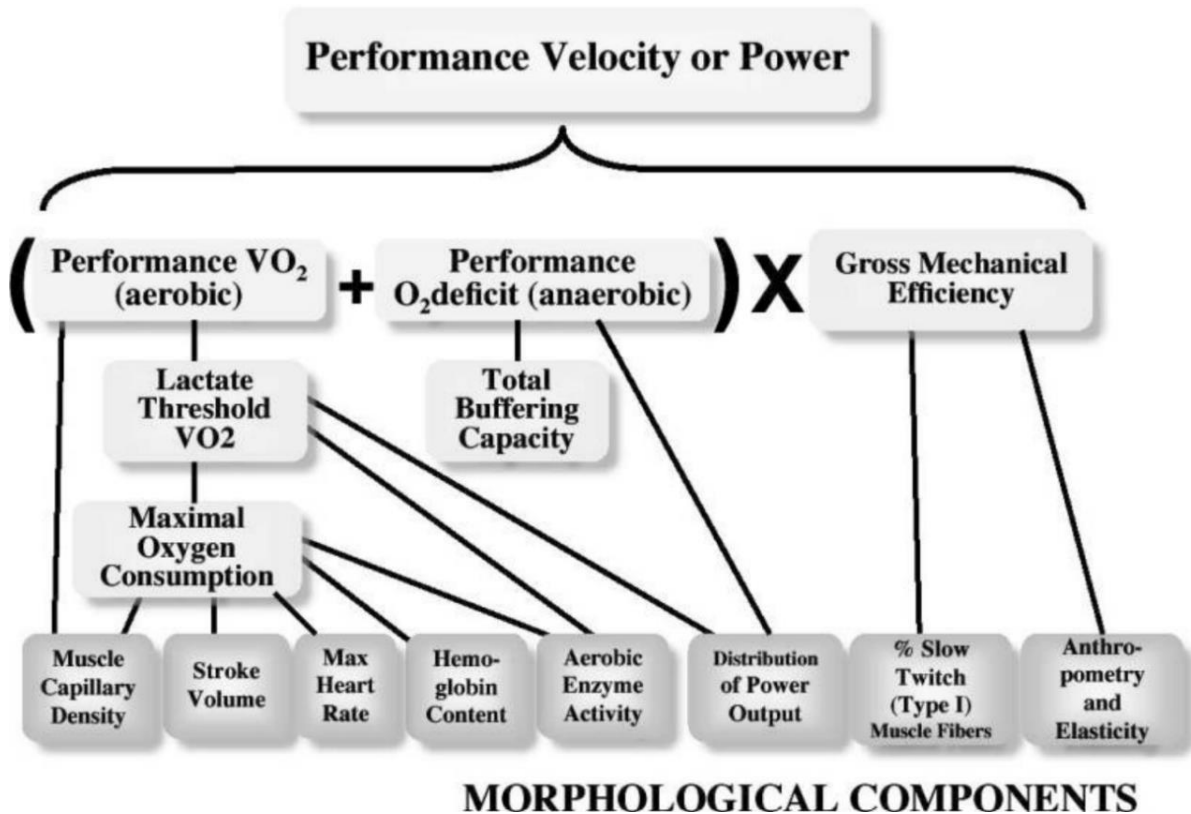 Performance Velocity or Power
( Performance VO₂
(aerobic)
+
Performance
O₂deficit (anaerobic) )
X
Gross Mechanical
Efficiency
Lactate
Threshold
VO2
Total
Buffering
Capacity
Maximal
Oxygen
Consumption
Muscle
Capillary
Density
Stroke
Volume
Max
Heart
Rate
Hemo-
globin
Content
Aerobic
Enzyme
Activity
Distribution
of Power
Output
% Slow
Twitch
(Type I)
Muscle Fibers
Anthro-
pometry
and
Elasticity
MORPHOLOGICAL COMPONENTS